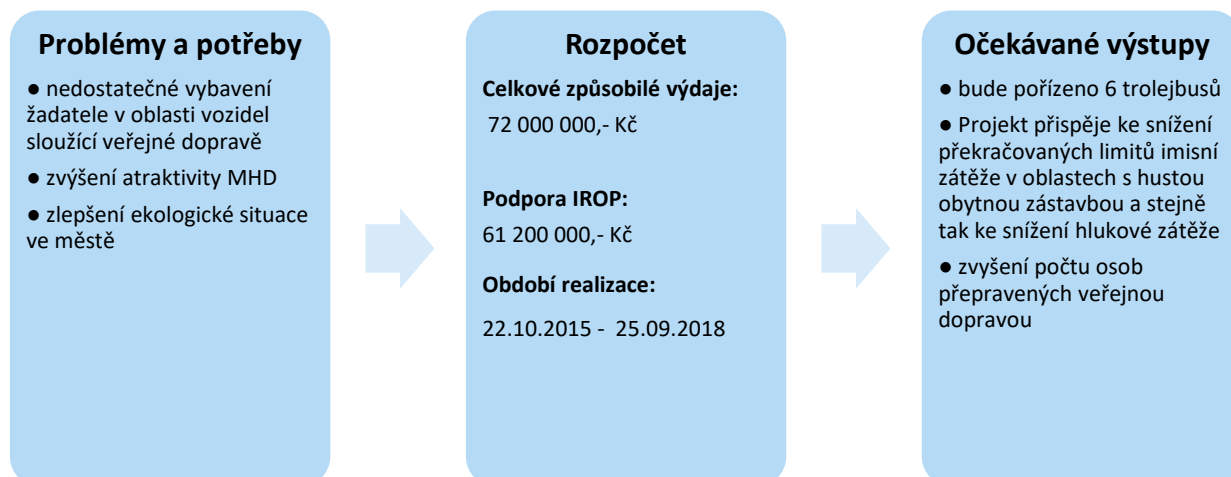 Problémy a potřeby
● nedostatečné vybavení
žadatele v oblasti vozidel
sloužící veřejné dopravě
● zvýšení atraktivity MHD
● zlepšení ekologické situace
ve městě
Rozpočet
Celkové způsobilé výdaje:
72 000 000,- Kč
Podpora IROP:
61 200 000,- Kč
Období realizace:
22.10.2015 - 25.09.2018
Očekávané výstupy
● bude pořízeno 6 trolejbusů
● Projekt přispěje ke snížení
překračovaných limitů imisní
zátěže v oblastech s hustou
obytnou zástavbou a stejně
tak ke snížení hlukové zátěže
● zvyšení počtu osob
přepravených veřejnou
dopravou